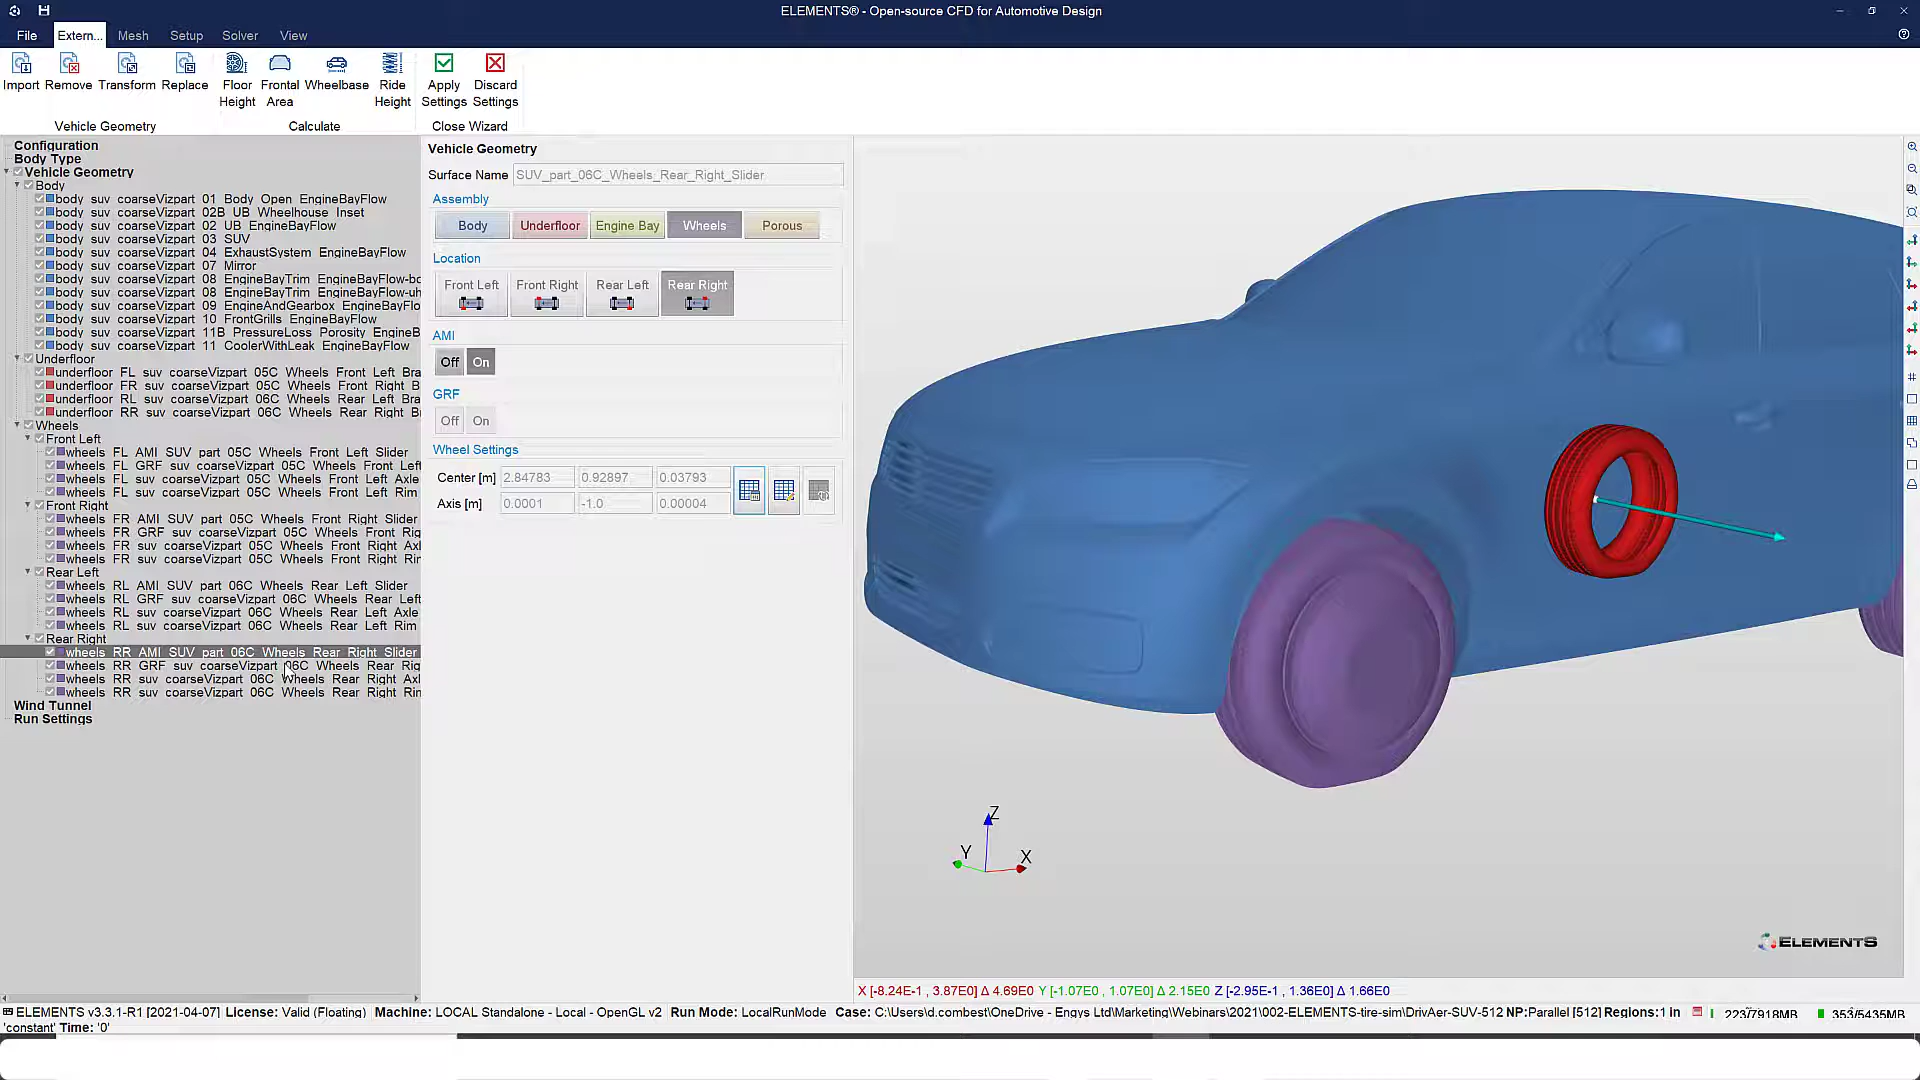 ELEMENTS® - Open-source CFD for Automotive Design
File Extern... Mesh Setup Solver View
Import Remove Transform Replace Floor Height Frontal Area Wheelbase Ride Height Apply Settings Discard Settings
Vehicle Geometry Calculate Close Wizard
Configuration
Body Type
Vehicle Geometry
Body
body suv coarseVizpart 01 Body Open EngineBayFlow
body suv coarseVizpart 02B UB Wheelhouse Inset
body suv coarseVizpart 02 UB EngineBayFlow
body suv coarseVizpart 03 SUV
body suv coarseVizpart 04 ExhaustSystem EngineBayFlow
body suv coarseVizpart 07 Mirror
body suv coarseVizpart 08 EngineBayTrim EngineBayFlow-bo
body suv coarseVizpart 08 EngineBayTrim EngineBayFlow-uh
body suv coarseVizpart 09 EngineAndGearbox EngineBayFlo
body suv coarseVizpart 10 FrontGrills EngineBayFlow
body suv coarseVizpart 11B PressureLoss Porosity EngineB
body suv coarseVizpart 11 CoolerWithLeak EngineBayFlow
Underfloor
underfloor FL suv coarseVizpart 05C Wheels Front Left Bra
underfloor FR suv coarseVizpart 05C Wheels Front Right B
underfloor RL suv coarseVizpart 06C Wheels Rear Left Bra
underfloor RR suv coarseVizpart 06C Wheels Rear Right B
Wheels
Front Left
wheels FL AMI SUV part 05C Wheels Front Left Slider
wheels FL GRF suv coarseVizpart 05C Wheels Front Left
wheels FL suv coarseVizpart 05C Wheels Front Left Axle
wheels FL suv coarseVizpart 05C Wheels Front Left Rim
Front Right
wheels FR AMI SUV part 05C Wheels Front Right Slider
wheels FR GRF suv coarseVizpart 05C Wheels Front Rig
wheels FR suv coarseVizpart 05C Wheels Front Right Axl
wheels FR suv coarseVizpart 05C Wheels Front Right Rim
Rear Left
wheels RL AMI SUV part 06C Wheels Rear Left Slider
wheels RL GRF suv coarseVizpart 06C Wheels Rear Left
wheels RL suv coarseVizpart 06C Wheels Rear Left Axle
wheels RL suv coarseVizpart 06C Wheels Rear Left Rim
Rear Right
wheels RR AMI SUV part 06C Wheels Rear Right Slider
wheels RR GRF suv coarseVizpart 06C Wheels Rear Rig
wheels RR suv coarseVizpart 06C Wheels Rear Right Axl
wheels RR suv coarseVizpart 06C Wheels Rear Right Rim
Wind Tunnel
Run Settings
Vehicle Geometry
Surface Name SUV_part_06C_Wheels_Rear_Right_Slider
Assembly
Body Underfloor Engine Bay Wheels Porous
Location
Front Left Front Right Rear Left Rear Right
AMI
Off On
GRF
Off On
Wheel Settings
Center [m] 2.84783 0.92897 0.03793
Axis [m] 0.0001 -1.0 0.00004
Z
Y X
ELEMENTS
X [-8.24E-1 , 3.87E0] Δ 4.69E0 Y [-1.07E0 , 1.07E0] Δ 2.15E0 Z [-2.95E-1 , 1.36E0] Δ 1.66E0
ELEMENTS v3.3.1-R1 [2021-04-07] License: Valid (Floating) Machine: LOCAL Standalone - Local - OpenGL v2 Run Mode: LocalRunMode Case: C:\Users\d.combest\OneDrive - Engys Ltd\Marketing\Webinars\2021\002-ELEMENTS-tire-sim\DrivAer-SUV-512 NP:Parallel [512] Regions:1 in 223/7918MB 353/5435MB
'constant' Time: '0'